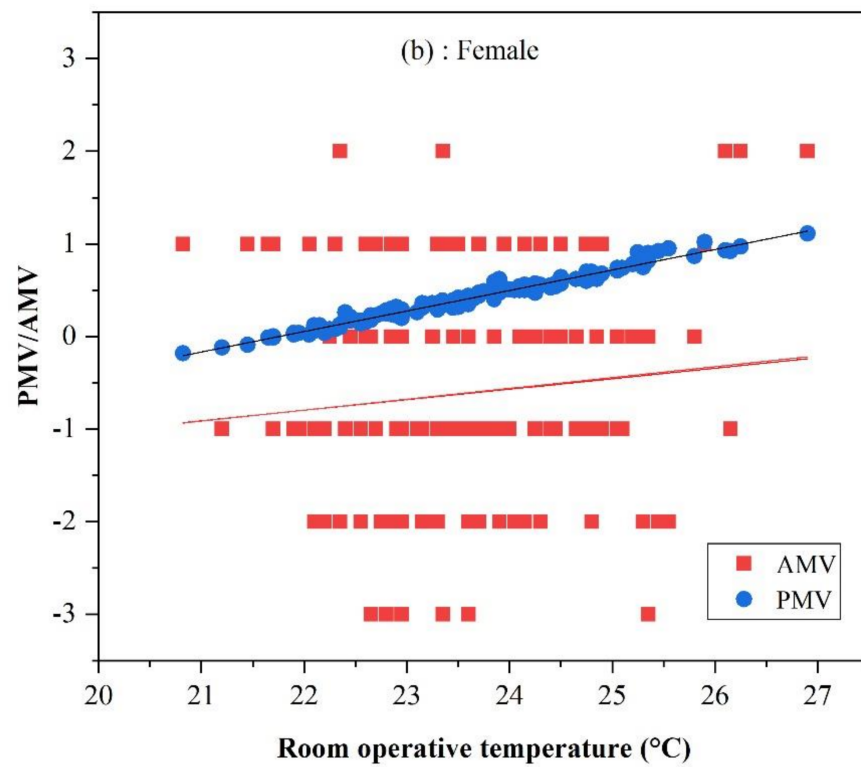 (b) : Female
3
2
1
0
-1
-2
-3
PMV/AMV
AMV
PMV
20 21 22 23 24 25 26 27
Room operative temperature (°C)